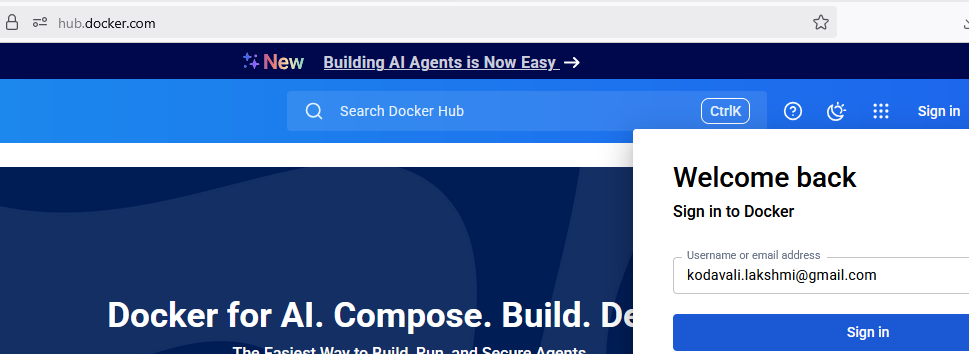 hub.docker.com
New Building AI Agents is Now Easy →
Search Docker Hub CtrlK Sign in
Welcome back
Sign in to Docker
Username or email address
kodavali.lakshmi@gmail.com
Sign in
Docker for AI. Compose. Build. De
The Easiest Way to Build, Run, and Secure Agents